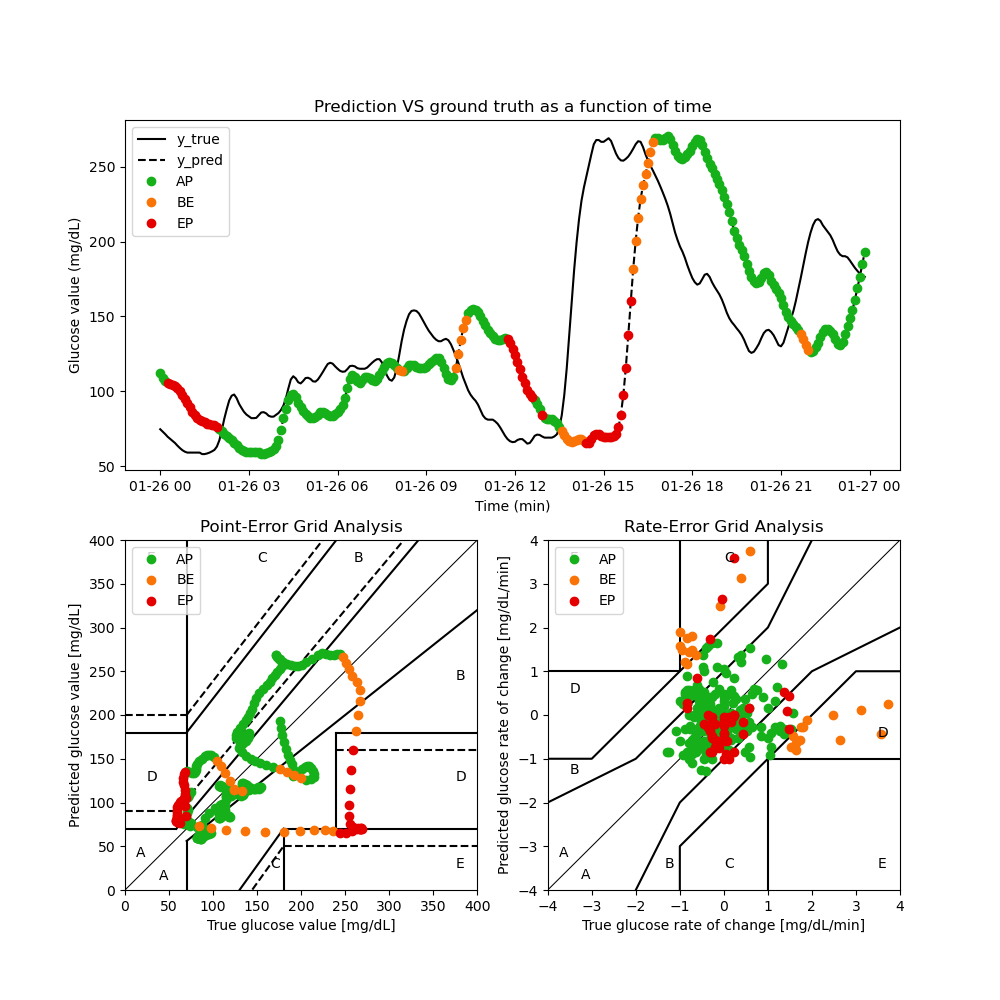 Prediction VS ground truth as a function of time
Glucose value (mg/dL)
250
200
150
100
50
y_true
y_pred
AP
BE
EP
01-26 00 01-26 03 01-26 06 01-26 09 01-26 12 01-26 15 01-26 18 01-26 21 01-27 00
Time (min)
Point-Error Grid Analysis
Predicted glucose value [mg/dL]
400
350
300
250
200
150
100
50
0
AP
BE
EP
C
B
B
D
D
A
A
C
E
0 50 100 150 200 250 300 350 400
True glucose value [mg/dL]
Rate-Error Grid Analysis
Predicted glucose rate of change [mg/dL/min]
4
3
2
1
0
−1
−2
−3
−4
AP
BE
EP
C
D
D
B
A
A
B
C
E
−4 −3 −2 −1 0 1 2 3 4
True glucose rate of change [mg/dL/min]